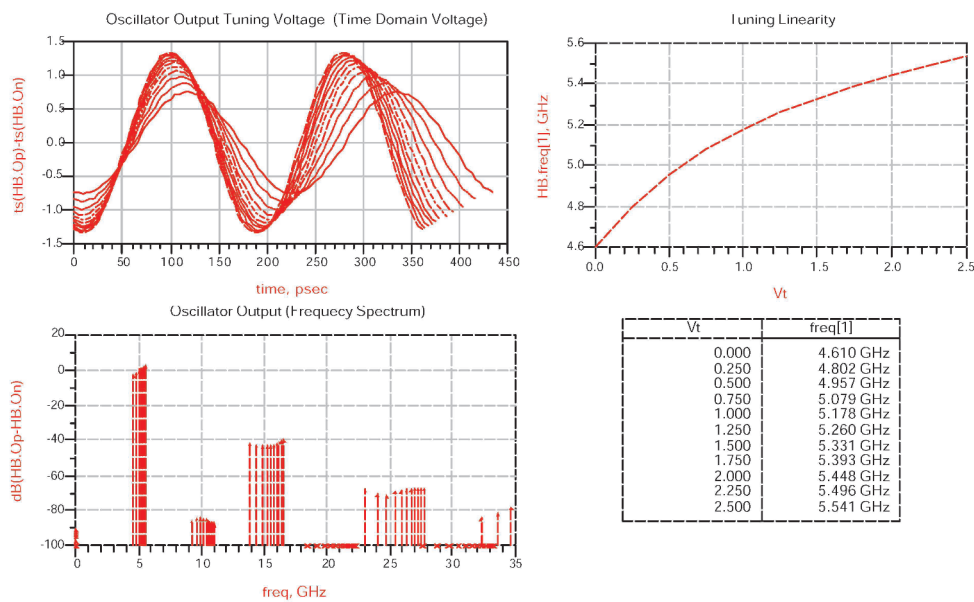 Oscillator Output Tuning Voltage (Time Domain Voltage)
ts(HB.Op)-ts(HB.On)
1.5
1.0
0.5
0.0
-0.5
-1.0
-1.5
0 50 100 150 200 250 300 350 400 450
time, psec
Tuning Linearity
HB.freq[1], GHz
5.6
5.4
5.2
5.0
4.8
4.6
0.0 0.5 1.0 1.5 2.0 2.5
Vt
Oscillator Output (Frequecy Spectrum)
dB(HB.Op-HB.On)
20
0
-40
-60
-80
-100
0 5 10 15 20 25 30 35
freq, GHz
Vt freq[1]
0.000 4.610 GHz
0.250 4.802 GHz
0.500 4.957 GHz
0.750 5.079 GHz
1.000 5.178 GHz
1.250 5.260 GHz
1.500 5.331 GHz
1.750 5.393 GHz
2.000 5.448 GHz
2.250 5.496 GHz
2.500 5.541 GHz